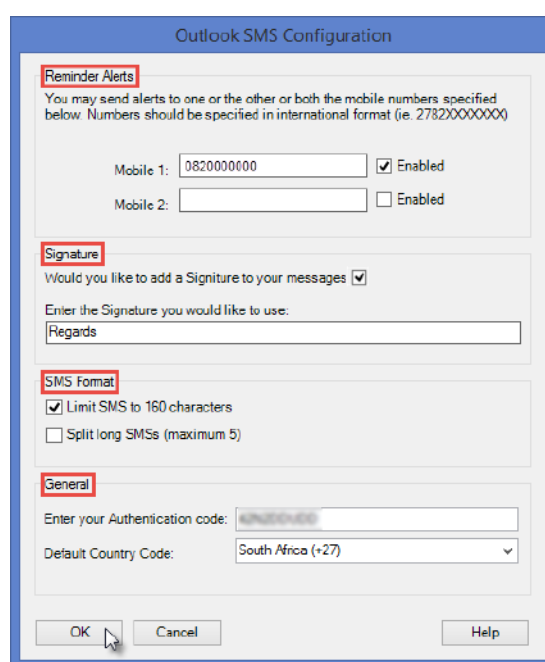 Outlook SMS Configuration
Reminder Alerts
You may send alerts to one or the other or both the mobile numbers specified
below. Numbers should be specified in international format (ie. 2782XXXXXXX)
Mobile 1: 0820000000 Enabled
Mobile 2: Enabled
Signature
Would you like to add a Signiture to your messages
Enter the Signature you would like to use:
Regards
SMS Format
Limit SMS to 160 characters
Split long SMSs (maximum 5)
General
Enter your Authentication code:
Default Country Code: South Africa (+27)
OK Cancel Help